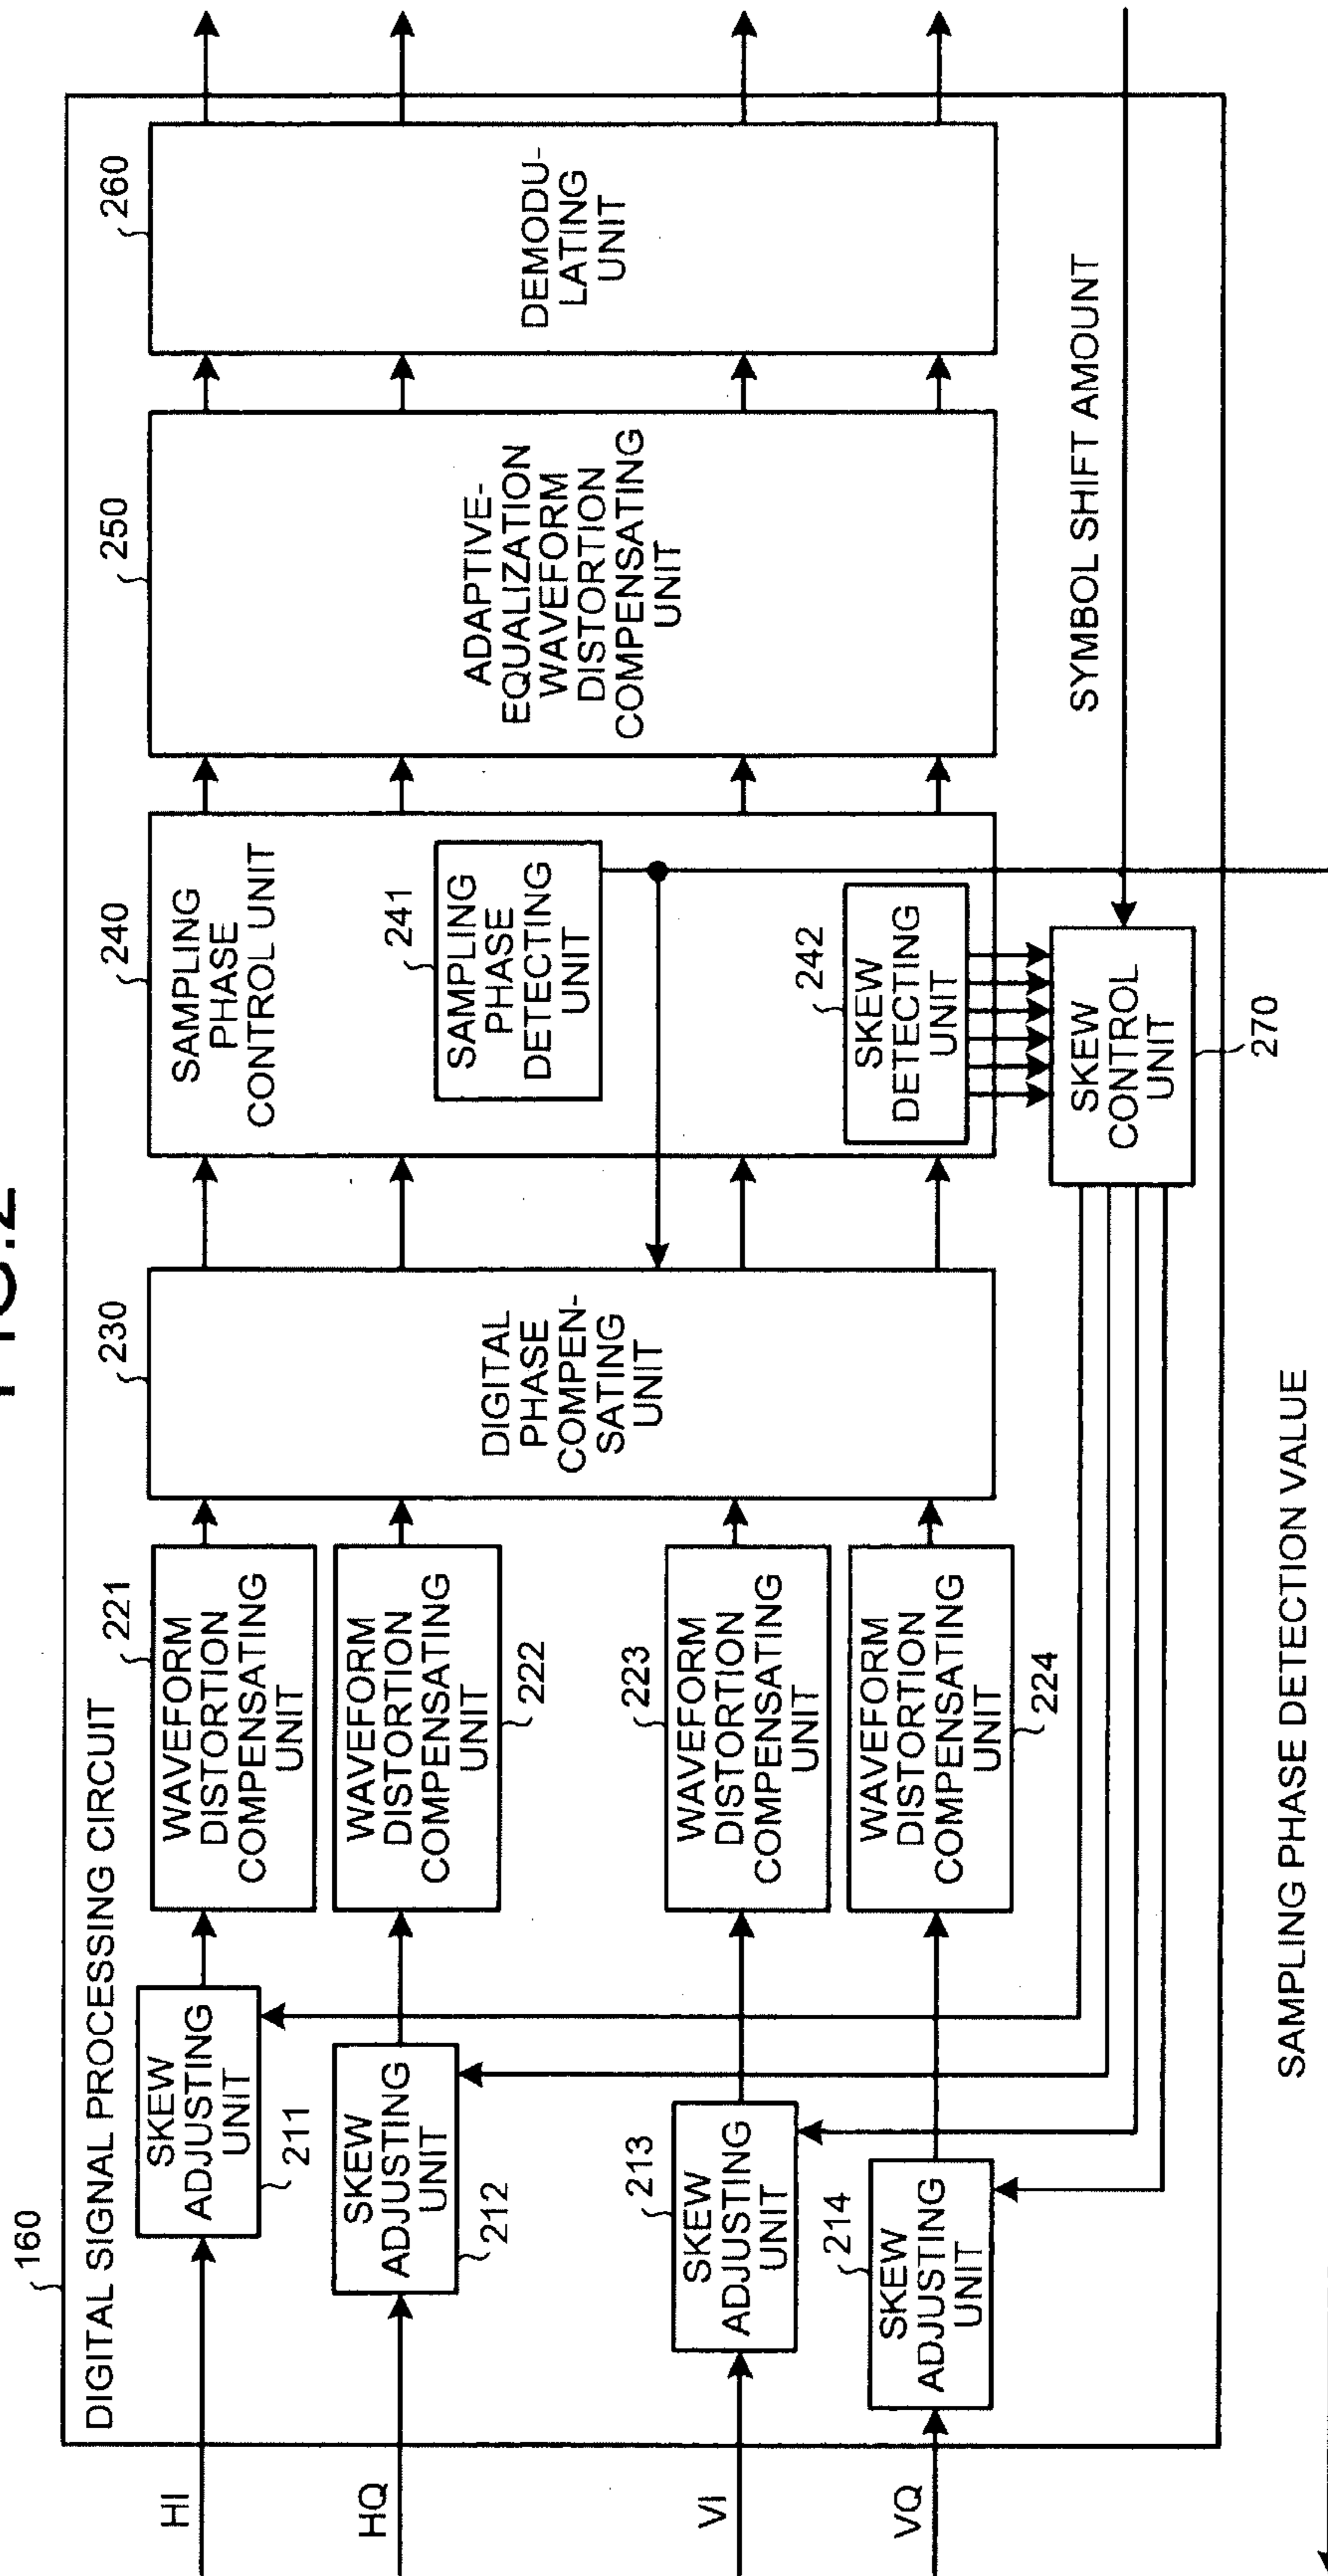 FIG.2
160
DIGITAL SIGNAL PROCESSING CIRCUIT
HI
HQ
VI
VQ
SKEW
ADJUSTING
UNIT
211
SKEW
ADJUSTING
UNIT
212
SKEW
ADJUSTING
UNIT
213
SKEW
ADJUSTING
UNIT
214
WAVEFORM
DISTORTION
COMPENSATING
UNIT
221
WAVEFORM
DISTORTION
COMPENSATING
UNIT
222
WAVEFORM
DISTORTION
COMPENSATING
UNIT
223
WAVEFORM
DISTORTION
COMPENSATING
UNIT
224
230
DIGITAL
PHASE
COMPEN-
SATING
UNIT
240
SAMPLING
PHASE
CONTROL UNIT
241
SAMPLING
PHASE
DETECTING
UNIT
242
SKEW
DETECTING
UNIT
SKEW
CONTROL
UNIT
270
250
ADAPTIVE-
EQUALIZATION
WAVEFORM
DISTORTION
COMPENSATING
UNIT
260
DEMODU-
LATING
UNIT
SYMBOL SHIFT AMOUNT
SAMPLING PHASE DETECTION VALUE